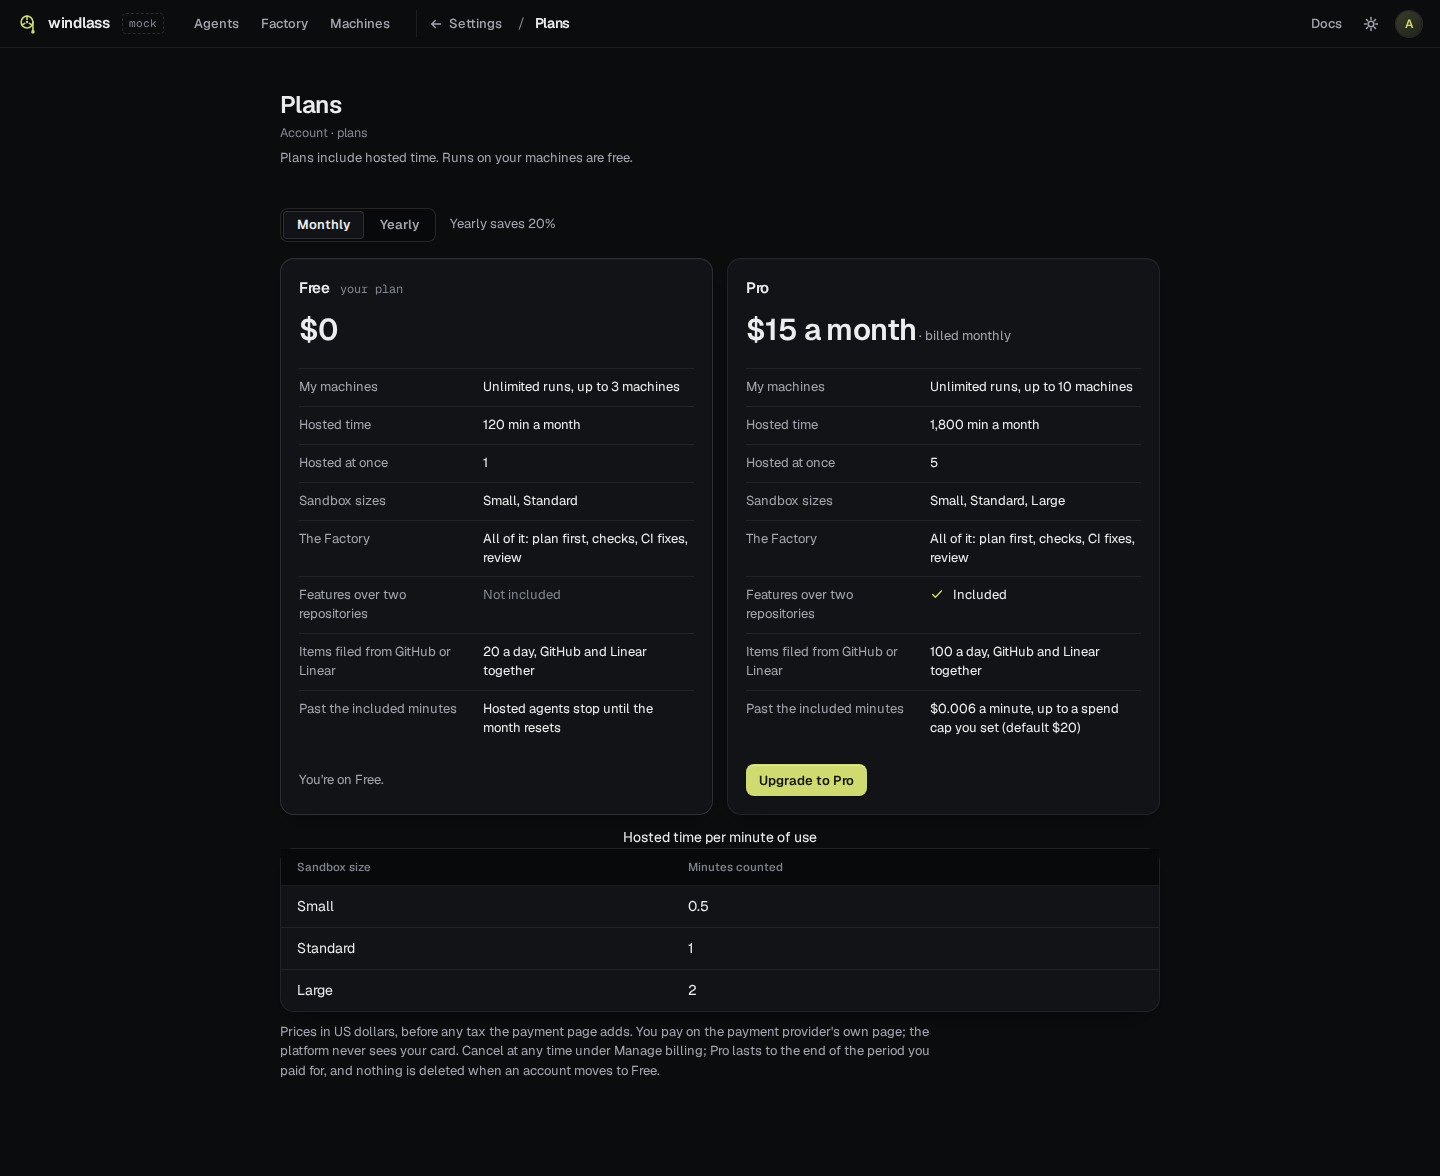 windlass mock Agents Factory Machines ← Settings / Plans Docs A
Plans
Account · plans
Plans include hosted time. Runs on your machines are free.
Monthly Yearly Yearly saves 20%
Free your plan
$0
My machines Unlimited runs, up to 3 machines
Hosted time 120 min a month
Hosted at once 1
Sandbox sizes Small, Standard
The Factory All of it: plan first, checks, CI fixes,
review
Features over two Not included
repositories
Items filed from GitHub or 20 a day, GitHub and Linear
Linear together
Past the included minutes Hosted agents stop until the
month resets
You're on Free.
Pro
$15 a month · billed monthly
My machines Unlimited runs, up to 10 machines
Hosted time 1,800 min a month
Hosted at once 5
Sandbox sizes Small, Standard, Large
The Factory All of it: plan first, checks, CI fixes,
review
Features over two ✓ Included
repositories
Items filed from GitHub or 100 a day, GitHub and Linear
Linear together
Past the included minutes $0.006 a minute, up to a spend
cap you set (default $20)
Upgrade to Pro
Hosted time per minute of use
Sandbox size Minutes counted
Small 0.5
Standard 1
Large 2
Prices in US dollars, before any tax the payment page adds. You pay on the payment provider's own page; the
platform never sees your card. Cancel at any time under Manage billing; Pro lasts to the end of the period you
paid for, and nothing is deleted when an account moves to Free.